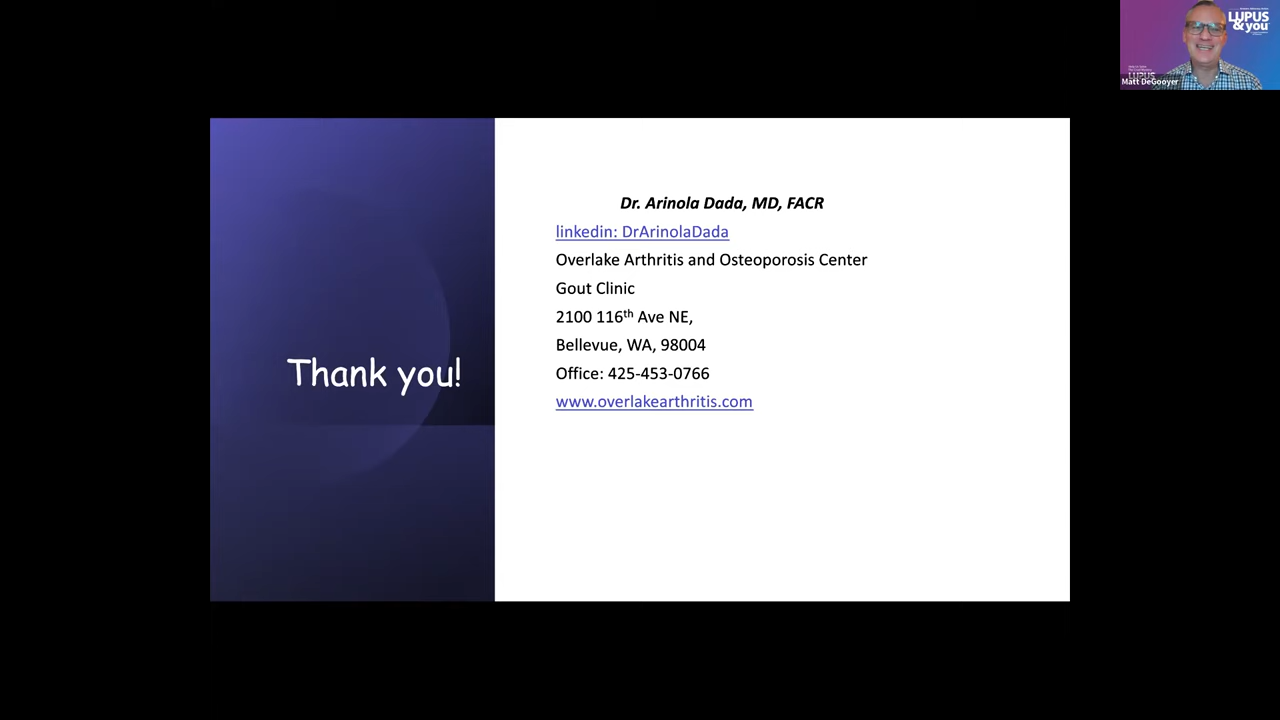 LUPUS
&you
LUPUS
Matt DeGooyer
Dr. Arinola Dada, MD, FACR
linkedin: DrArinolaDada
Overlake Arthritis and Osteoporosis Center
Gout Clinic
2100 116th Ave NE,
Bellevue, WA, 98004
Office: 425-453-0766
www.overlakearthritis.com
Thank you!